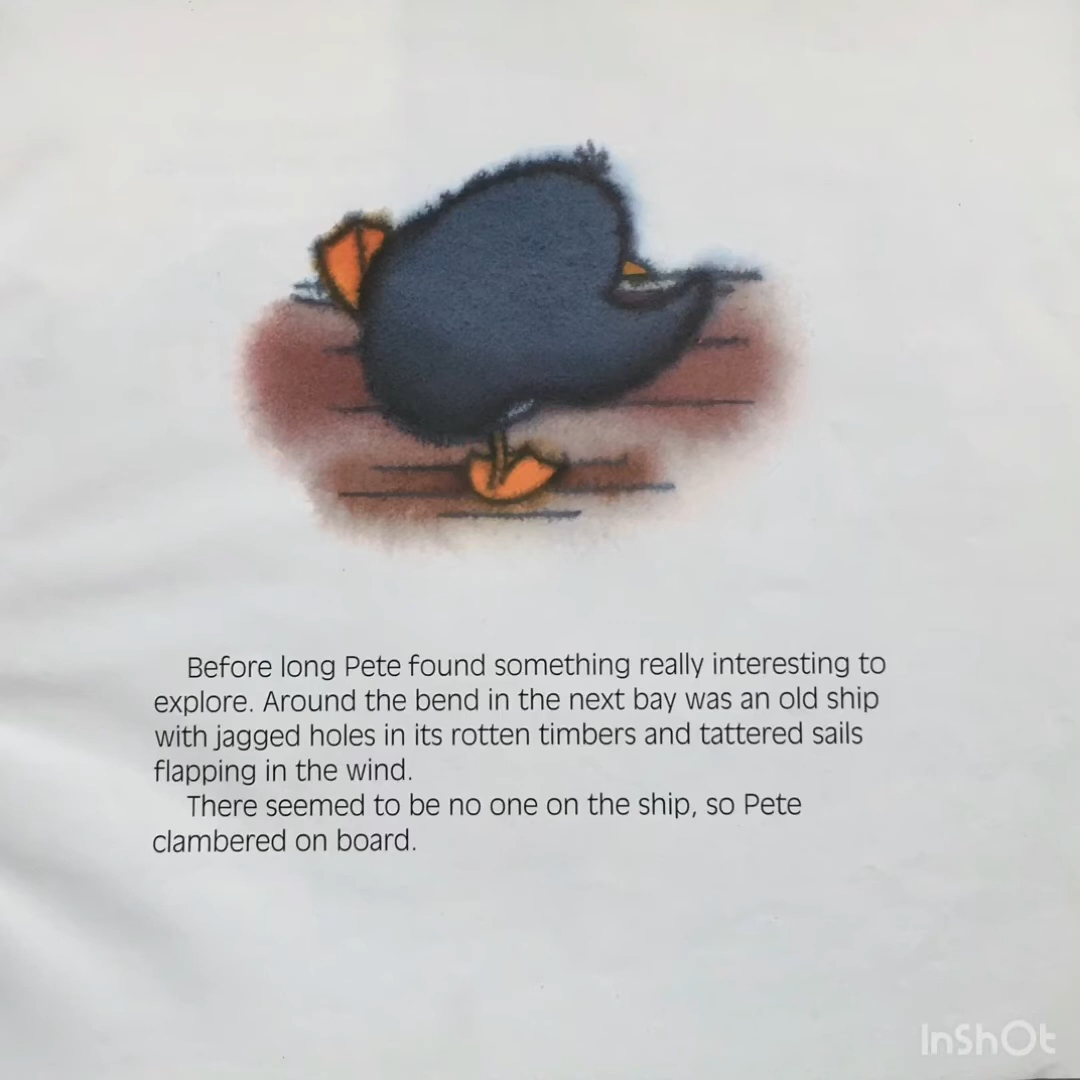 Before long Pete found something really interesting to
explore. Around the bend in the next bay was an old ship
with jagged holes in its rotten timbers and tattered sails
flapping in the wind.
There seemed to be no one on the ship, so Pete
clambered on board.
InShOt